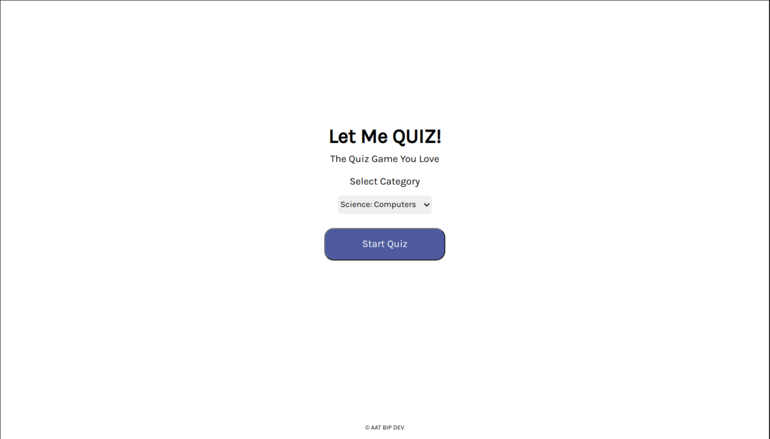 Let Me QUIZ!
The Quiz Game You Love
Select Category
Science: Computers
Start Quiz
© AAT BIP DEV